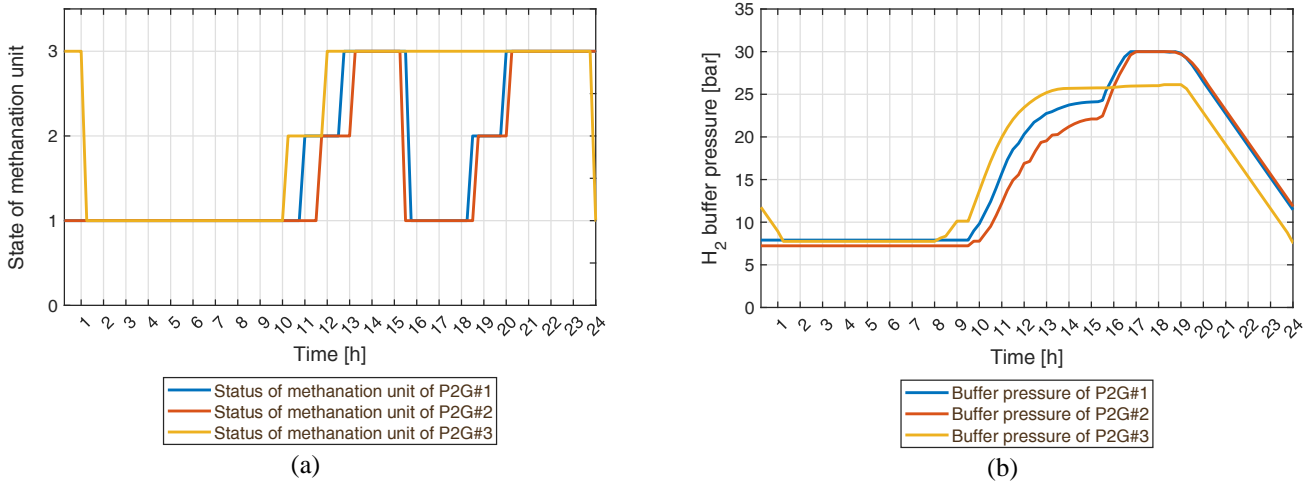 3
2
1
0
State of methanation unit
1 2 3 4 5 6 7 8 9 10 11 12 13 14 15 16 17 18 19 20 21 22 23 24
Time [h]
Status of methanation unit of P2G#1
Status of methanation unit of P2G#2
Status of methanation unit of P2G#3
(a)
35
30
25
20
15
10
5
0
H2 buffer pressure [bar]
1 2 3 4 5 6 7 8 9 10 11 12 13 14 15 16 17 18 19 20 21 22 23 24
Time [h]
Buffer pressure of P2G#1
Buffer pressure of P2G#2
Buffer pressure of P2G#3
(b)